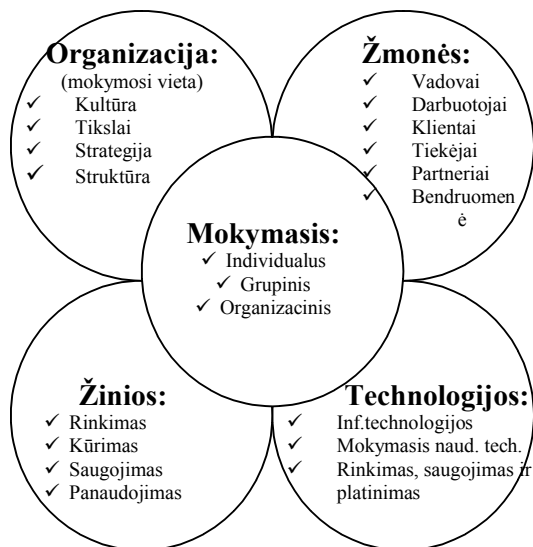 Organizacija:
(mokymosi vieta)
✓ Kultūra
✓ Tikslai
✓ Strategija
✓ Struktūra
Žmonės:
✓ Vadovai
✓ Darbuotojai
✓ Klientai
✓ Tiekėjai
✓ Partneriai
✓ Bendruomen
ė
Mokymasis:
✓ Individualus
✓ Grupinis
✓ Organizacinis
Žinios:
✓ Rinkimas
✓ Kūrimas
✓ Saugojimas
✓ Panaudojimas
Technologijos:
✓ Inf.technologijos
✓ Mokymasis naud. tech.
✓ Rinkimas, saugojimas ir
platinimas